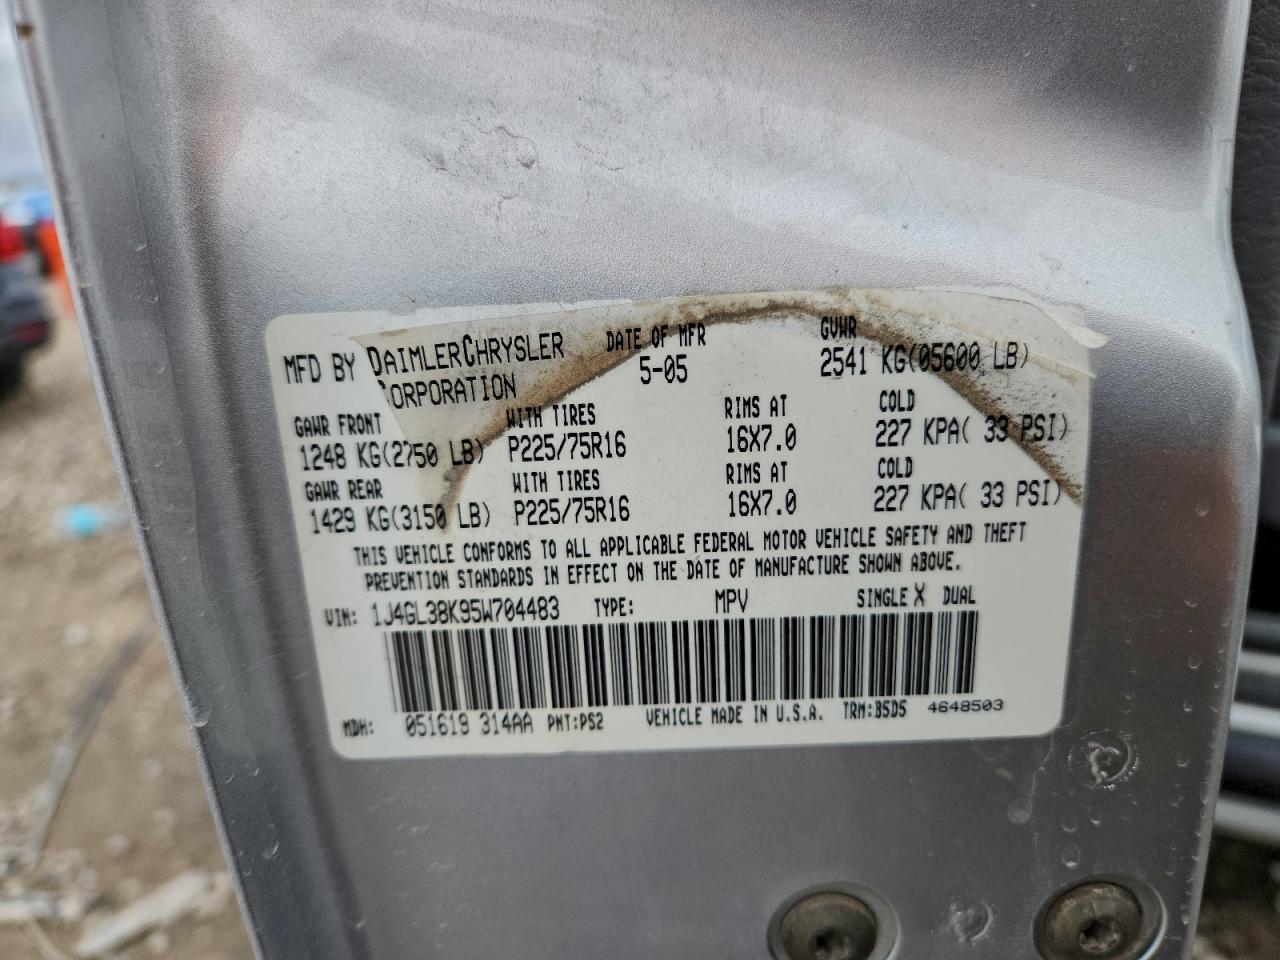 MFD BY DAIMLERCHRYSLER CORPORATION DATE OF MFR 5-05 GVWR 2541 KG(05600 LB)
GAWR FRONT WITH TIRES RIMS AT COLD
1248 KG(2750 LB) P225/75R16 16X7.0 227 KPA( 33 PSI)
GAWR REAR WITH TIRES RIMS AT COLD
1429 KG(3150 LB) P225/75R16 16X7.0 227 KPA( 33 PSI)
THIS VEHICLE CONFORMS TO ALL APPLICABLE FEDERAL MOTOR VEHICLE SAFETY AND THEFT
PREVENTION STANDARDS IN EFFECT ON THE DATE OF MANUFACTURE SHOWN ABOVE.
VIN: 1J4GL38K95W704483 TYPE: MPV SINGLE X DUAL
MDH: 051619 314AA PNT:PS2 VEHICLE MADE IN U.S.A. TRM:B5D5 4648503